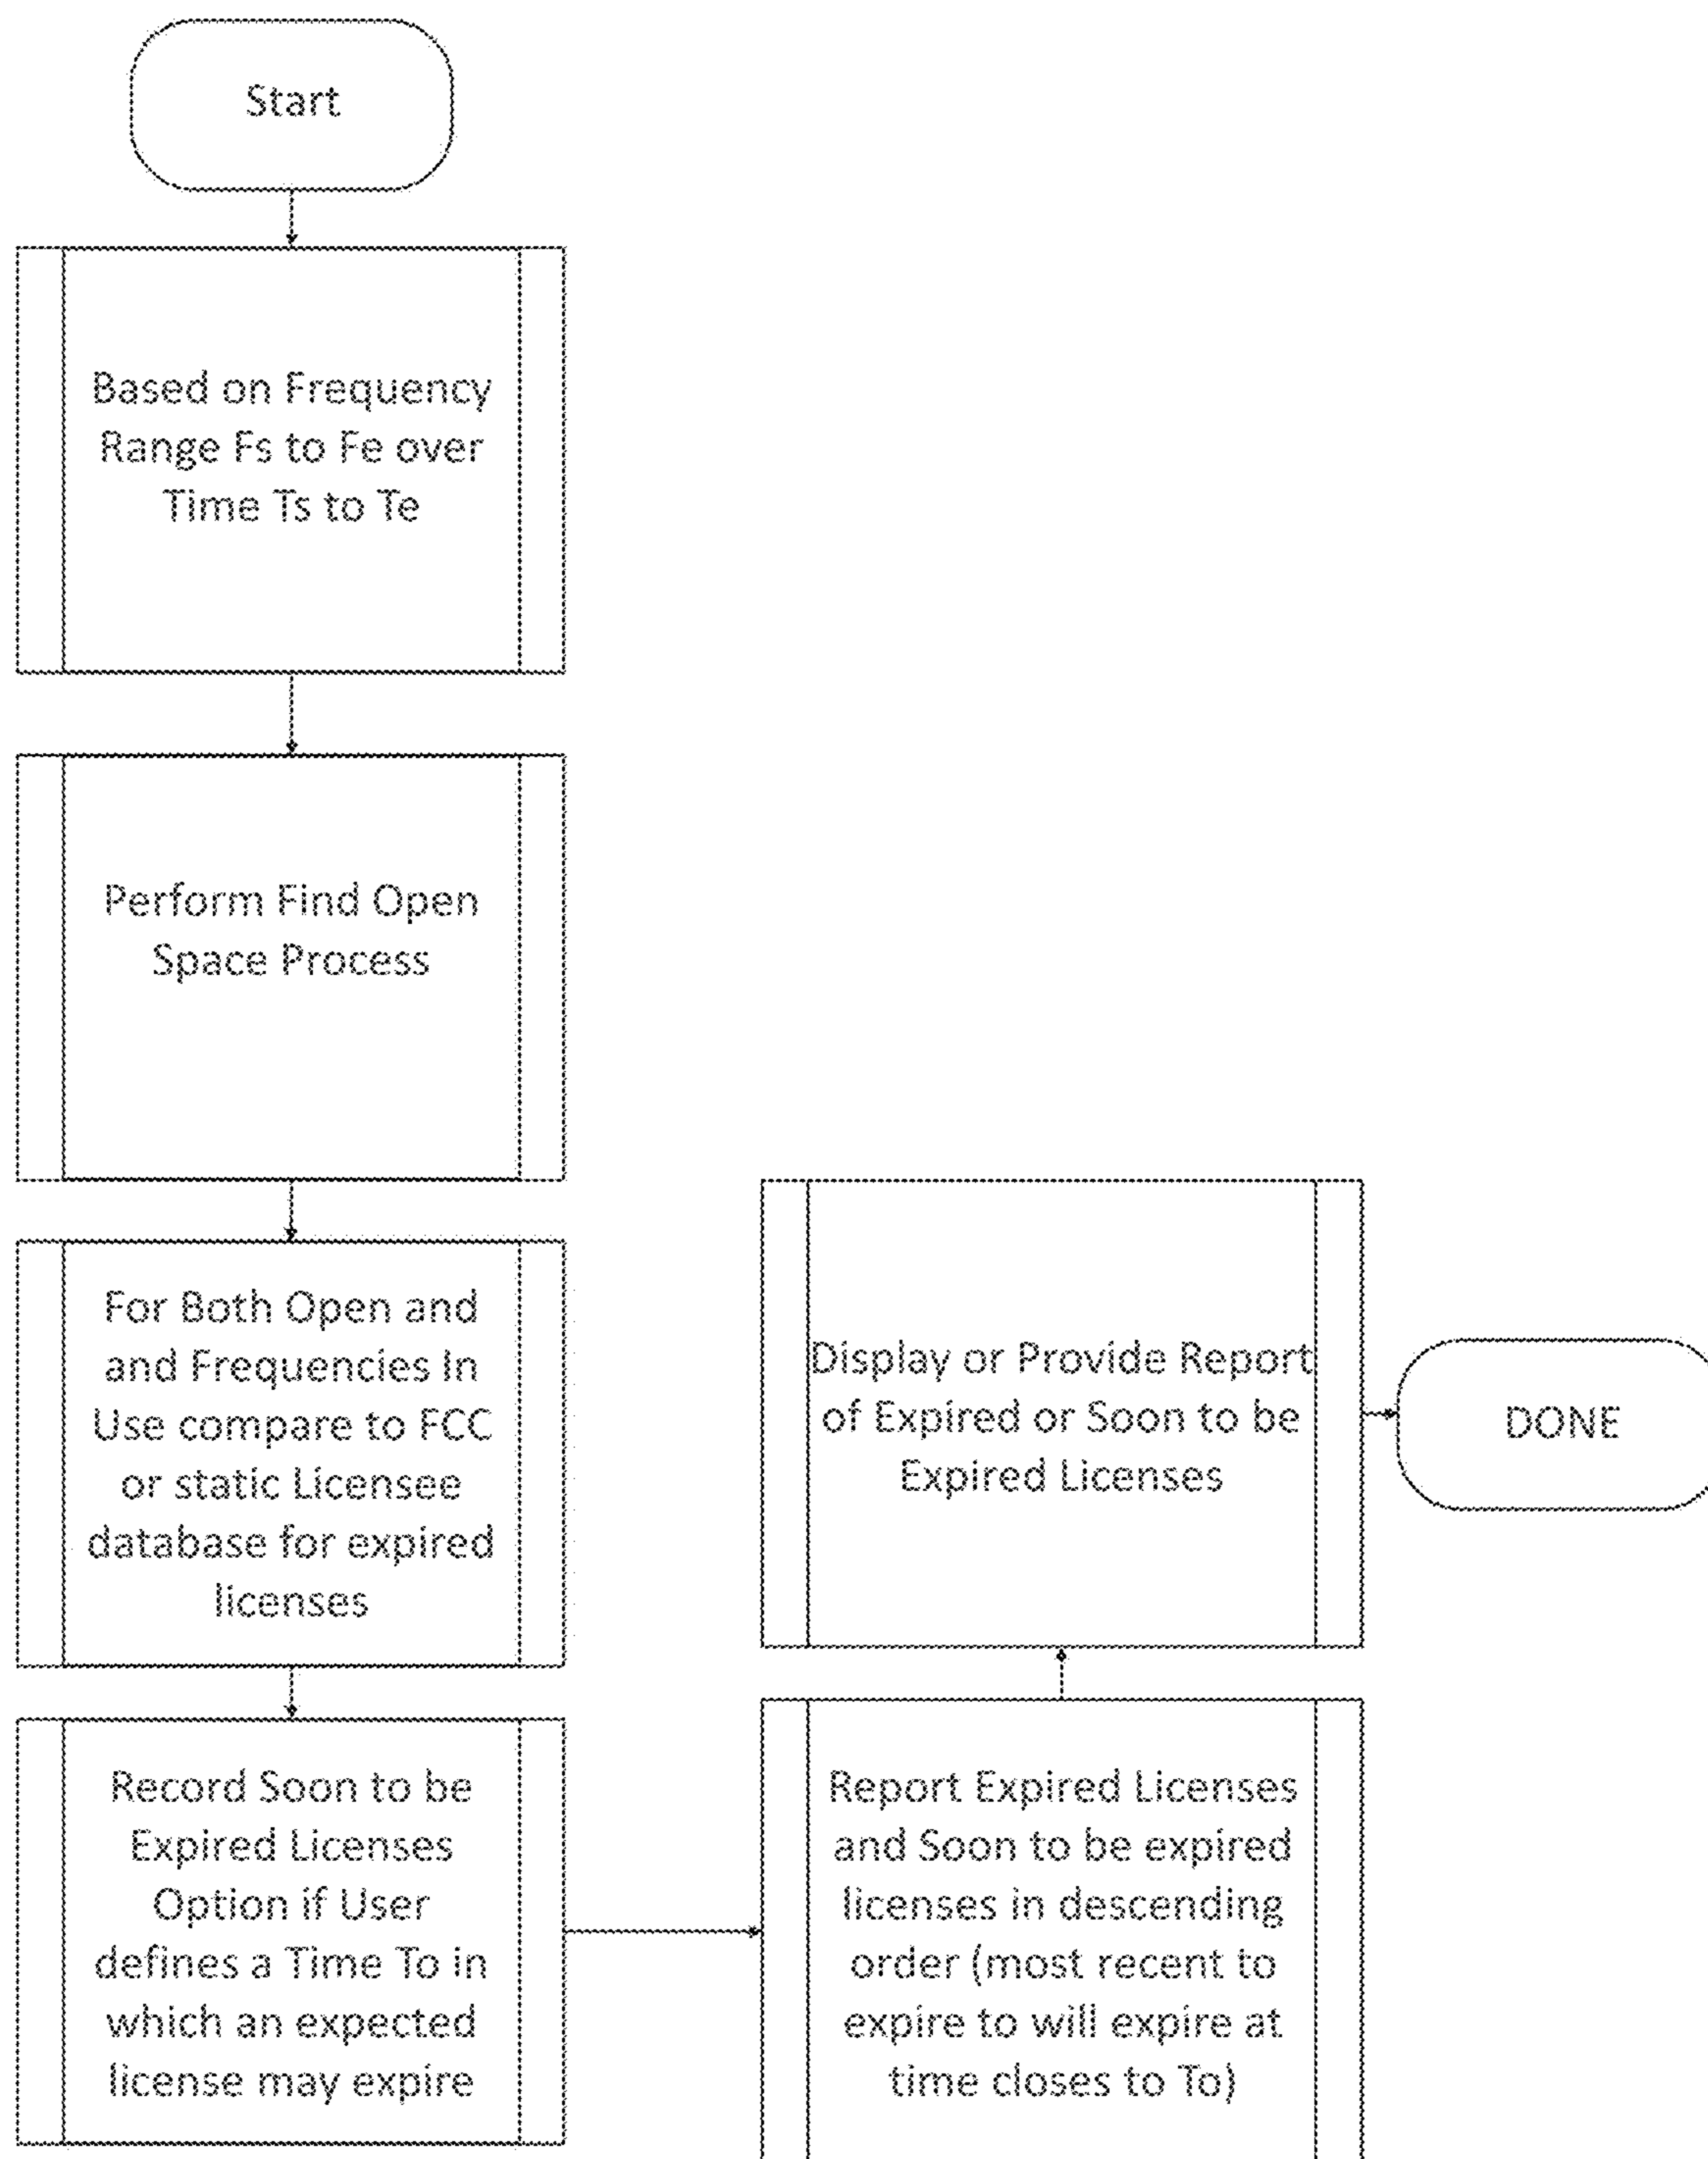 Start
Based on Frequency
Range Fs to Fe over
Time Ts to Te
Perform Find Open
Space Process
For Both Open and
and Frequencies In
Use compare to FCC
or static Licensee
database for expired
licenses
Record Soon to be
Expired Licenses
Option if User
defines a Time To in
which an expected
license may expire
Report Expired Licenses
and Soon to be expired
licenses in descending
order (most recent to
expire to will expire at
time closes to To)
Display or Provide Report
of Expired or Soon to be
Expired Licenses
DONE